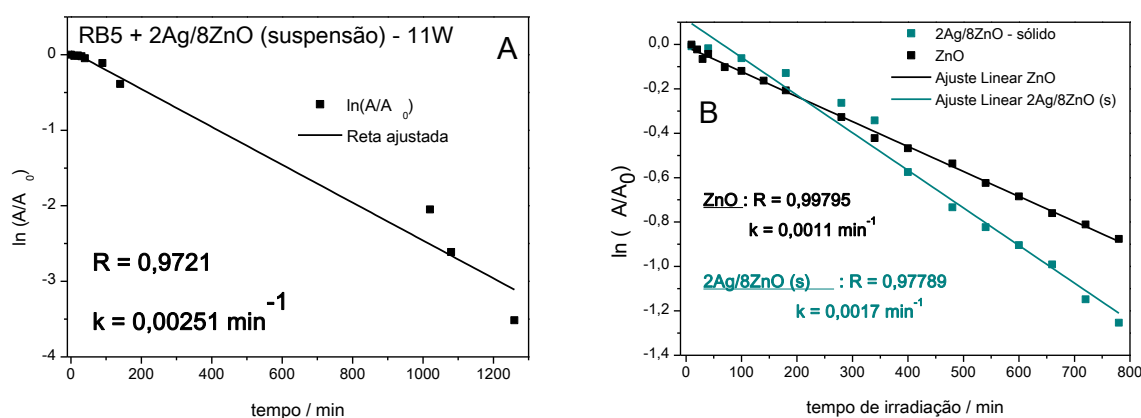 RB5 + 2Ag/8ZnO (suspensão) - 11W
A
ln(A/A0)
Reta ajustada
R = 0,9721
k = 0,00251 min-1
ln (A/A0)
0
-1
-2
-3
-4
0 200 400 600 800 1000 1200
tempo / min
2Ag/8ZnO - sólido
ZnO
Ajuste Linear ZnO
Ajuste Linear 2Ag/8ZnO (s)
B
ZnO : R = 0,99795
k = 0,0011 min-1
2Ag/8ZnO (s) : R = 0,97789
k = 0,0017 min-1
ln ( A/A0)
0,0
-0,2
-0,4
-0,6
-0,8
-1,0
-1,2
-1,4
0 100 200 300 400 500 600 700 800
tempo de irradiação / min